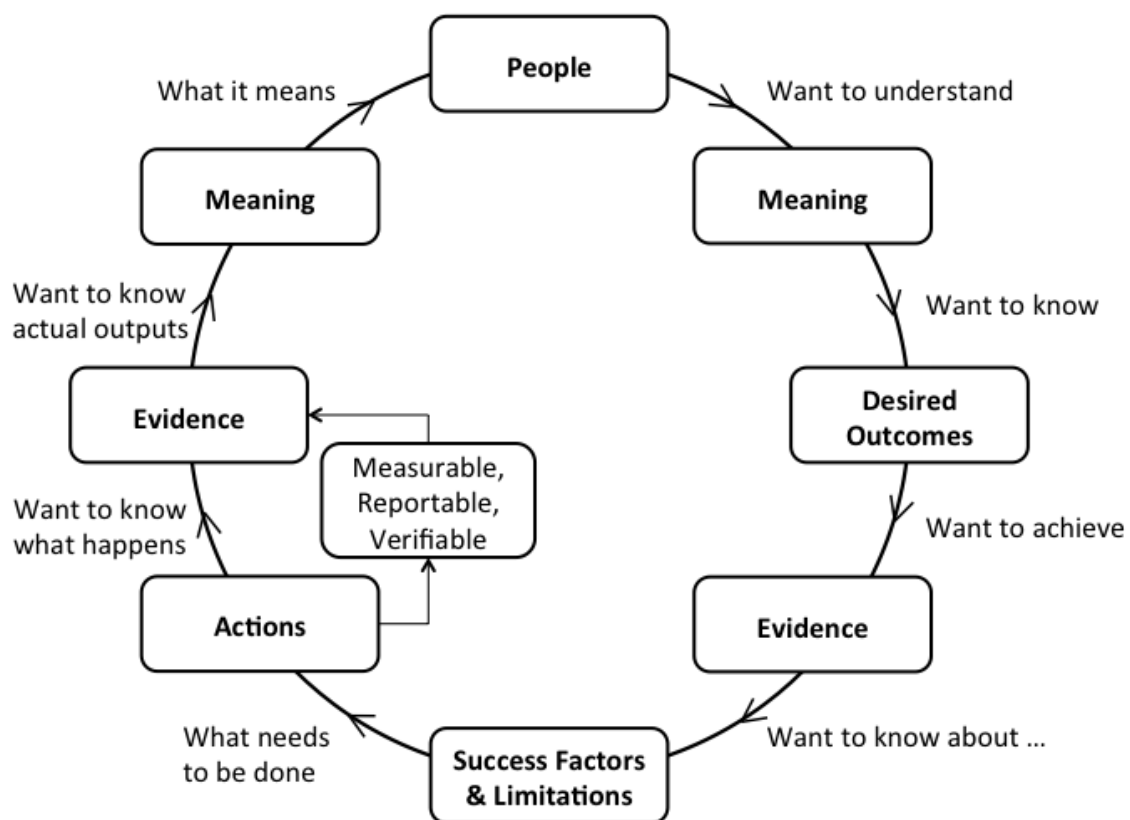 People
What it means
Want to understand
Meaning
Meaning
Want to know
actual outputs
Want to know
Evidence
Desired
Outcomes
Measurable,
Reportable,
Verifiable
Want to know
what happens
Want to achieve
Actions
Evidence
What needs
to be done
Want to know about ...
Success Factors
& Limitations